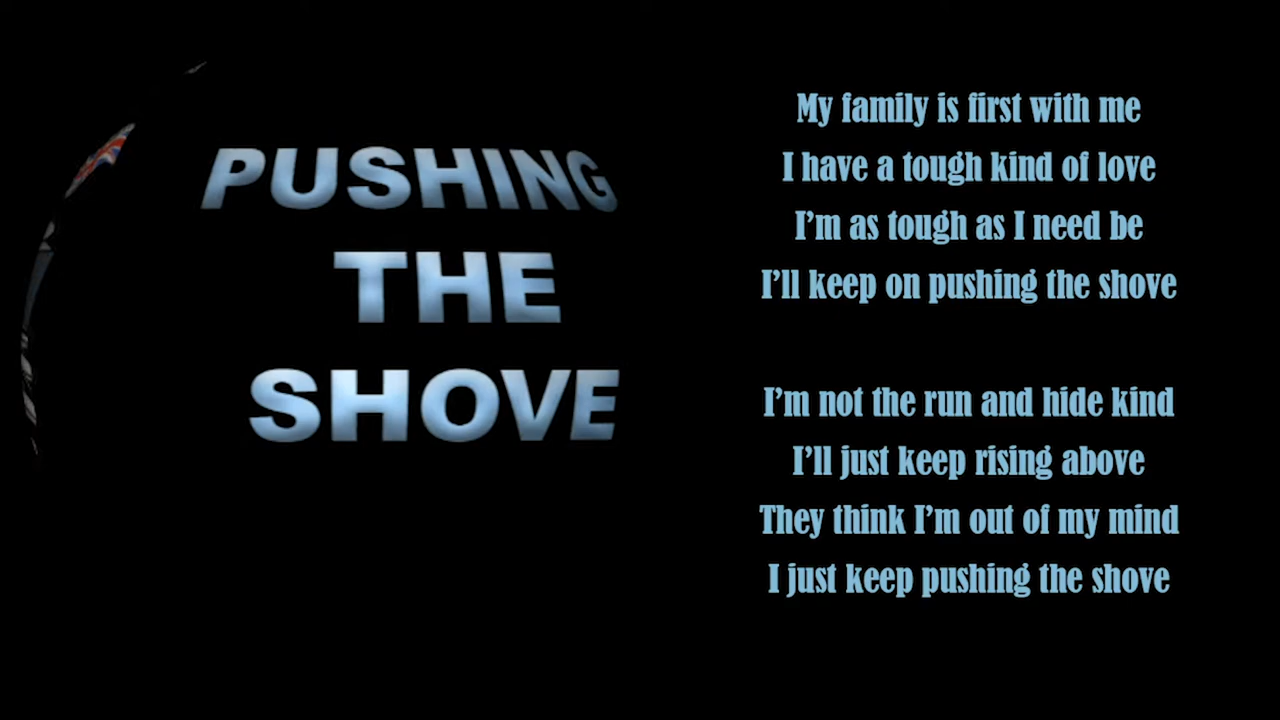 PUSHING
THE
SHOVE
My family is first with me
I have a tough kind of love
I'm as tough as I need be
I'll keep on pushing the shove
I'm not the run and hide kind
I'll just keep rising above
They think I'm out of my mind
I just keep pushing the shove